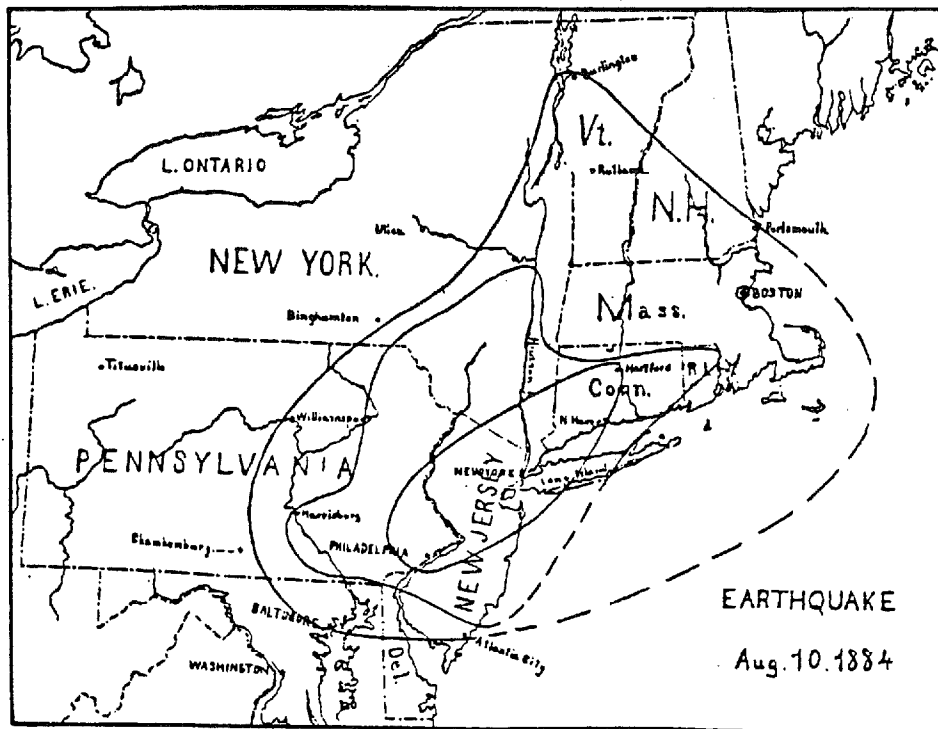 Burlington
L. ONTARIO
Vt.
Rutland
N.H.
Utica
Portsmouth
NEW YORK.
L. ERIE.
BOSTON
Mass.
Binghamton
Hudson
Titusville
Hartford
R.I.
Conn.
Williamsport
N. Haven
PENNSYLVANIA
NEW YORK
Long Island
Harrisburg
NEW JERSEY
Chambersburg
PHILADELPHIA
EARTHQUAKE
BALTIMORE
Atlantic City
Aug. 10. 1884
WASHINGTON
Del.